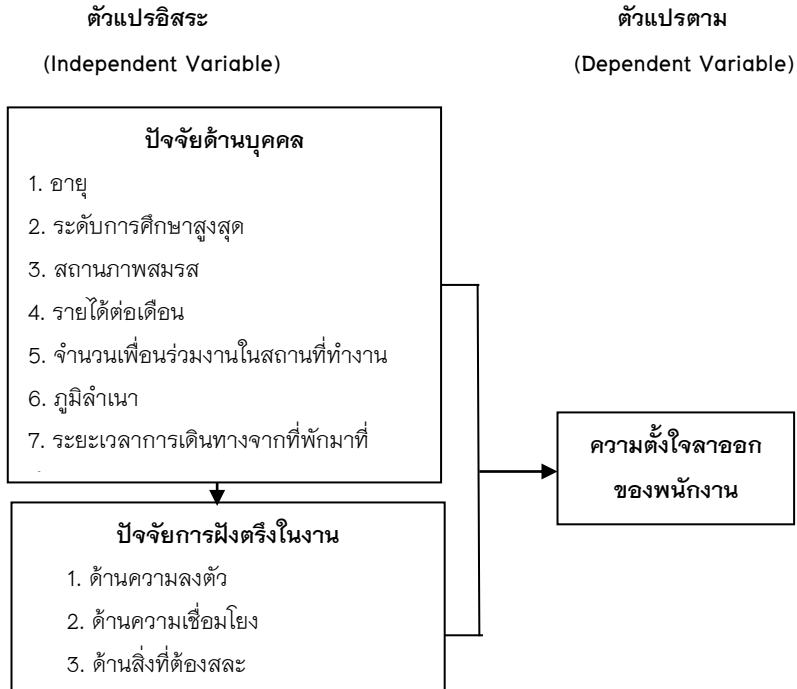 ตัวแปรอิสระ
(Independent Variable)
ตัวแปรตาม
(Dependent Variable)
ปัจจัยด้านบุคคล
1. อายุ
2. ระดับการศึกษาสูงสุด
3. สถานภาพสมรส
4. รายได้ต่อเดือน
5. จำนวนเพื่อนร่วมงานในสถานที่ทำงาน
6. ภูมิลำเนา
7. ระยะเวลาการเดินทางจากที่พักมาที่
ปัจจัยการฝังตรึงในงาน
1. ด้านความลงตัว
2. ด้านความเชื่อมโยง
3. ด้านสิ่งที่ต้องสละ
ความตั้งใจลาออก
ของพนักงาน